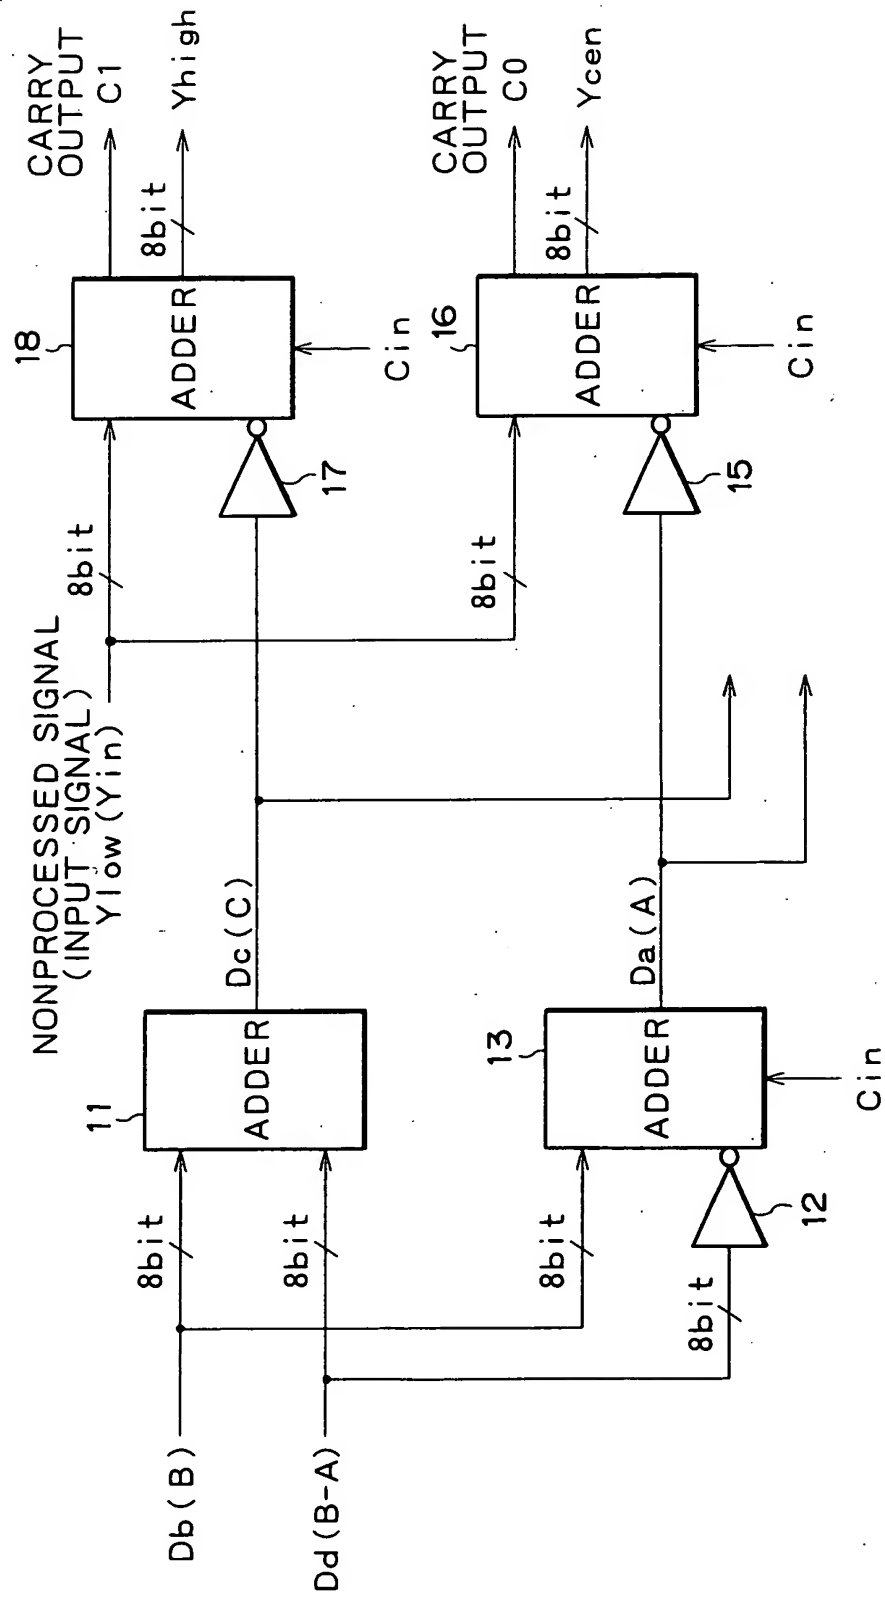 NONPROCESSED SIGNAL
(INPUT SIGNAL)
Ylow(Yin)
CARRY
OUTPUT
C1
Yhigh
8bit
18
ADDER
Cin
17
8bit
CARRY
OUTPUT
C0
Ycen
8bit
16
ADDER
Cin
15
8bit
Dc(C)
Da(A)
11
ADDER
8bit
8bit
13
ADDER
Cin
8bit
12
8bit
Db(B)
Dd(B-A)